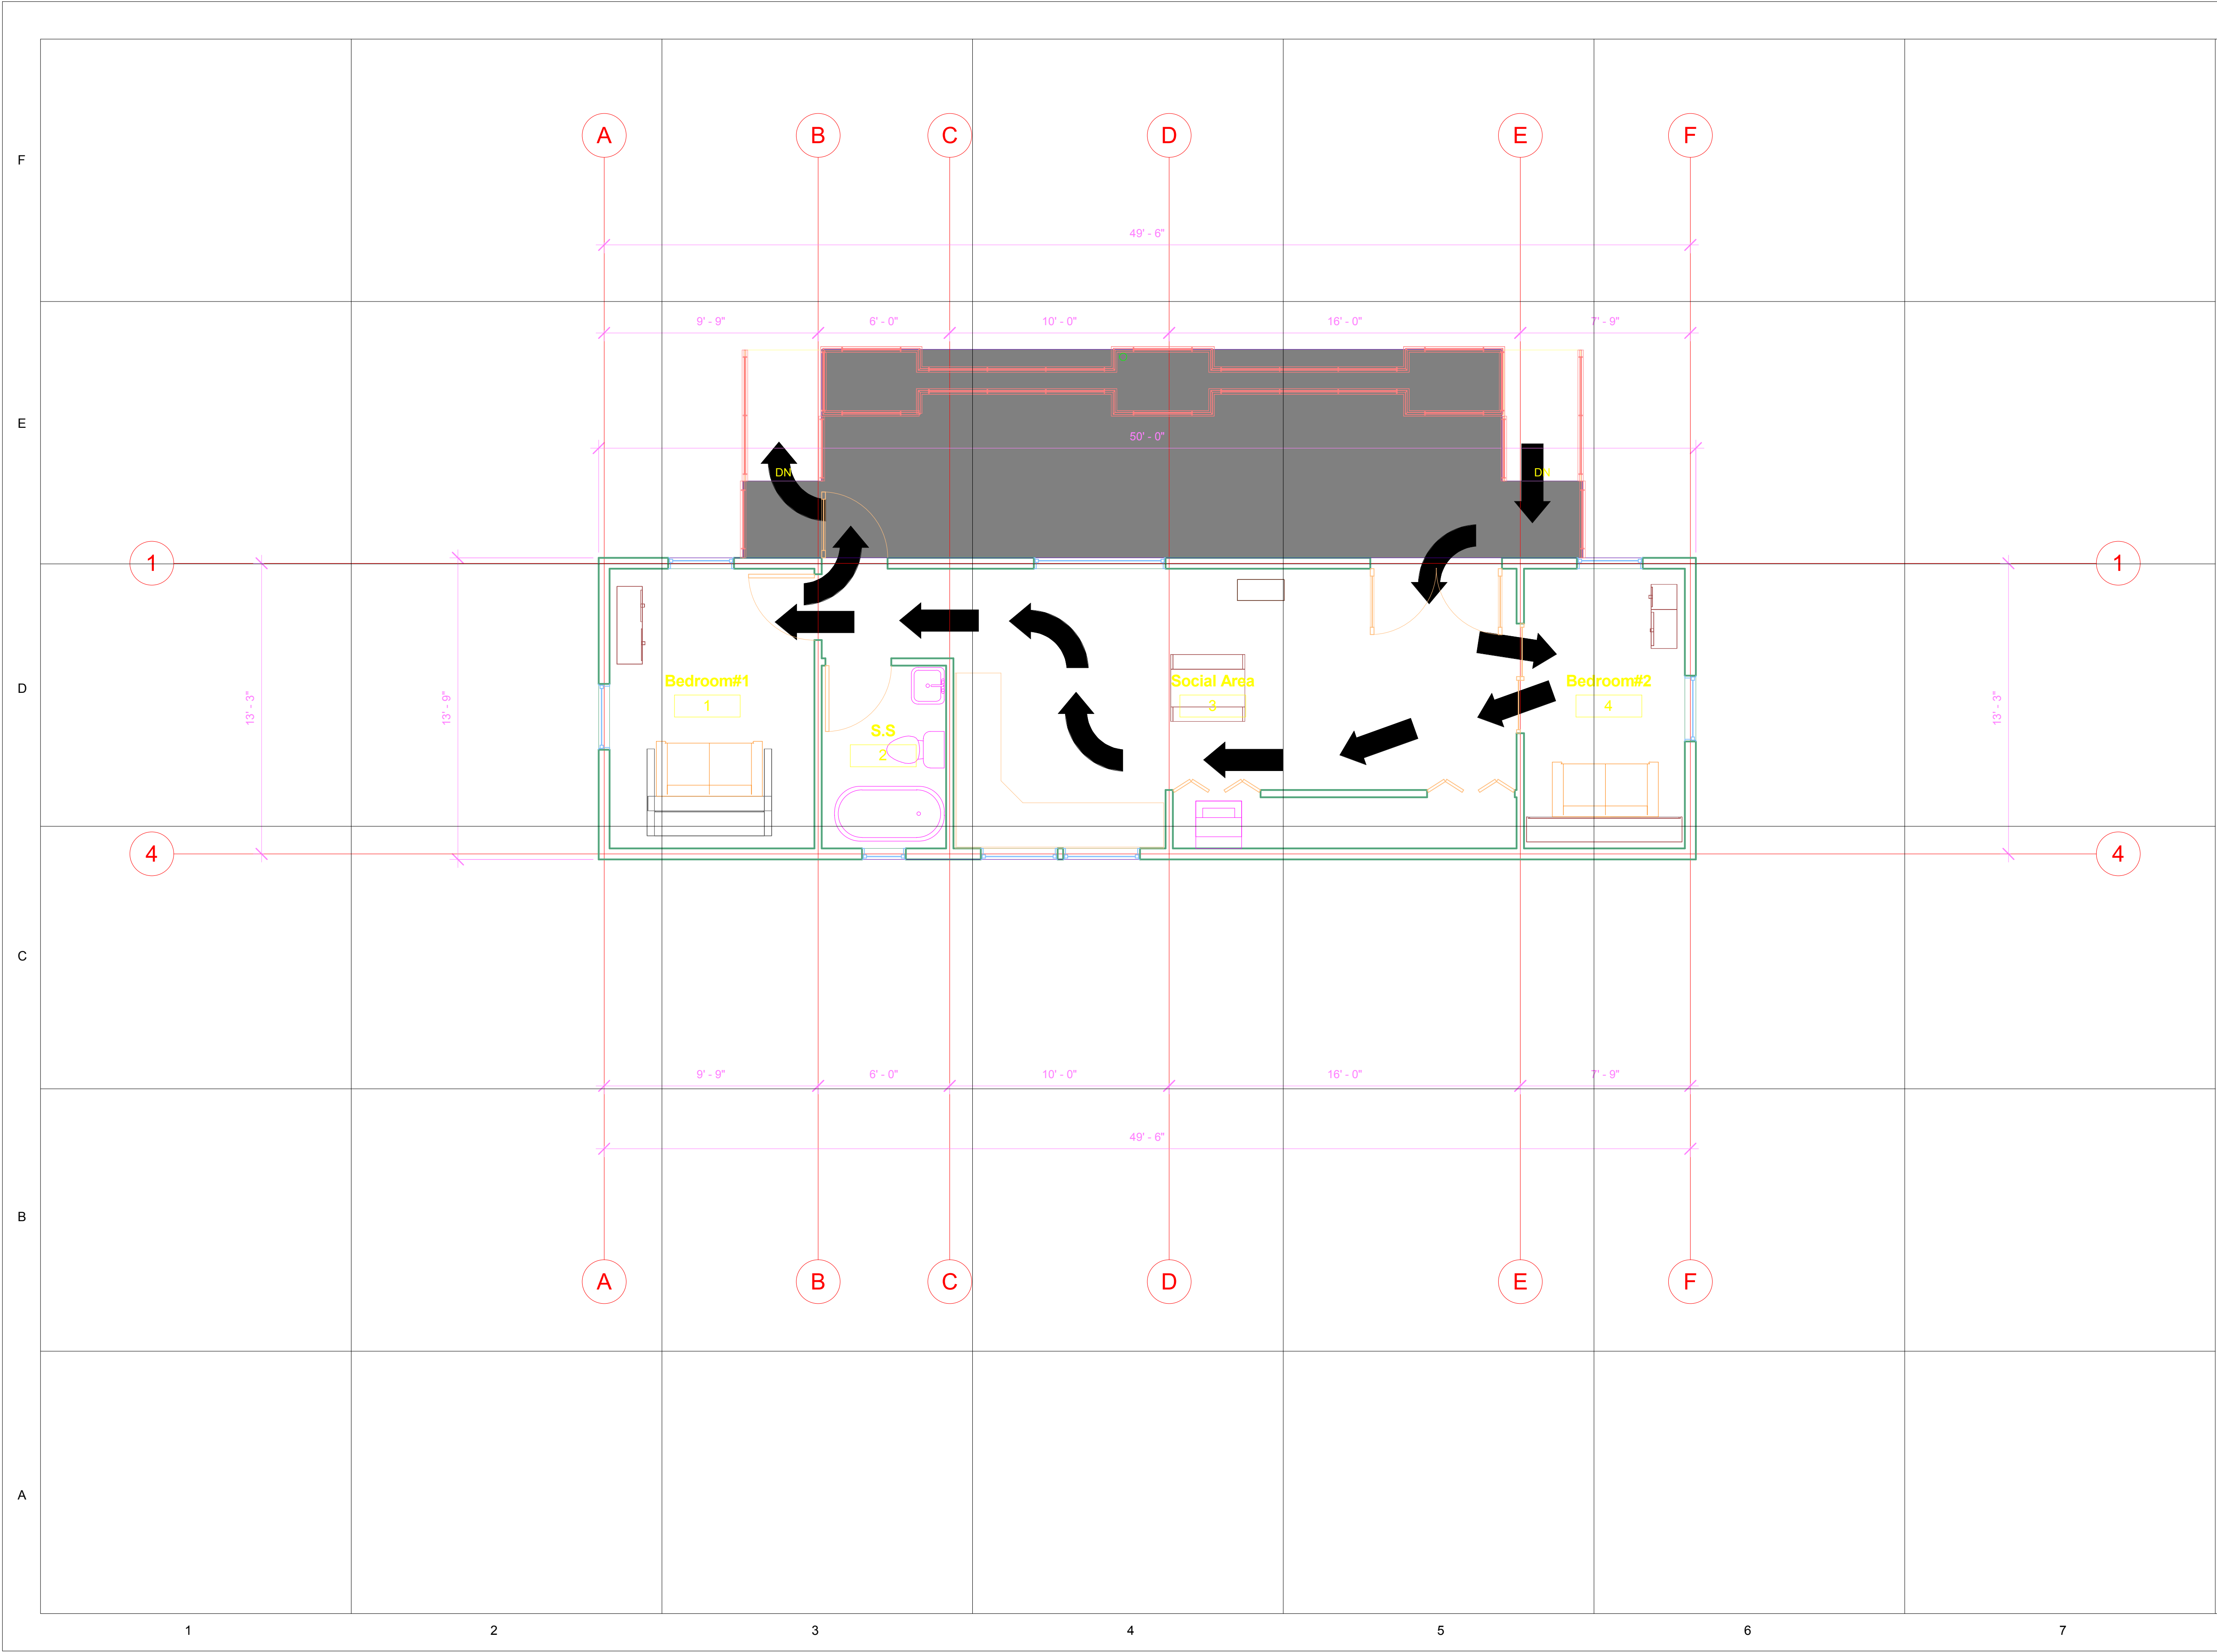 A B C D E F
F
49' - 6"
9' - 9" 6' - 0" 10' - 0" 16' - 0" 7' - 9"
E
50' - 0"
DN DN
1 1
D
13' - 3" 13' - 9" 13' - 3"
Bedroom#1 Social Area Bedroom#2
1 3 4
S.S
2
4 4
C
9' - 9" 6' - 0" 10' - 0" 16' - 0" 7' - 9"
49' - 6"
B
A B C D E F
A
1 2 3 4 5 6 7